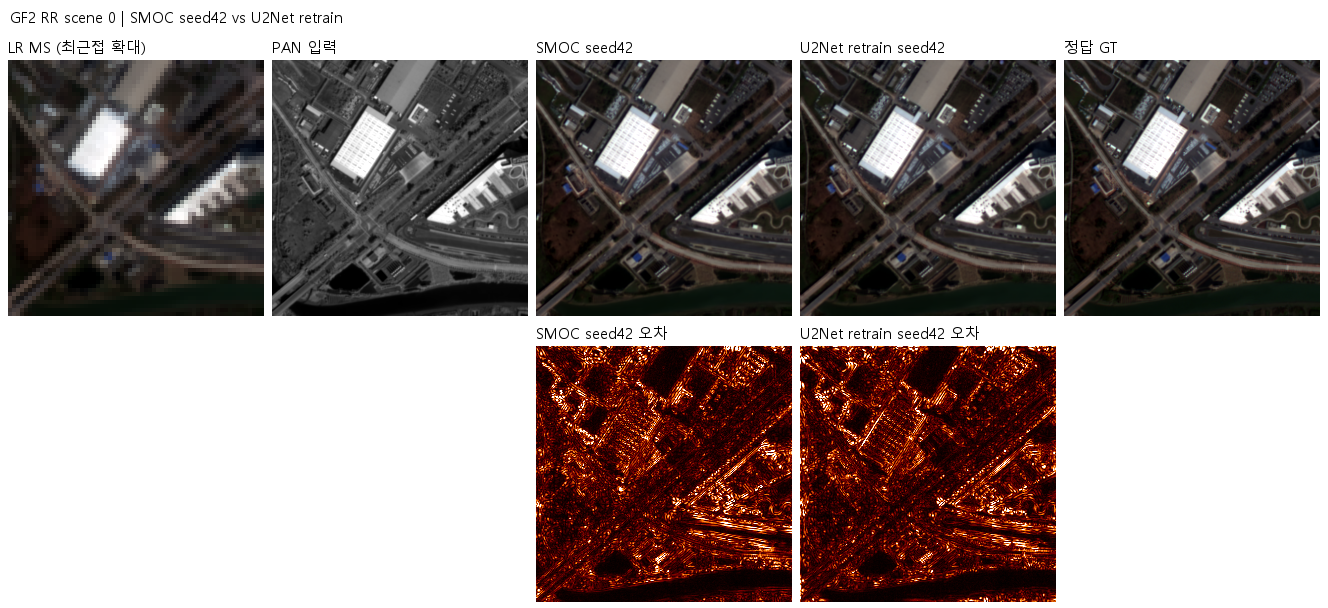 GF2 RR scene 0 | SMOC seed42 vs U2Net retrain
LR MS (최근접 확대)
PAN 입력
SMOC seed42
U2Net retrain seed42
정답 GT
SMOC seed42 오차
U2Net retrain seed42 오차